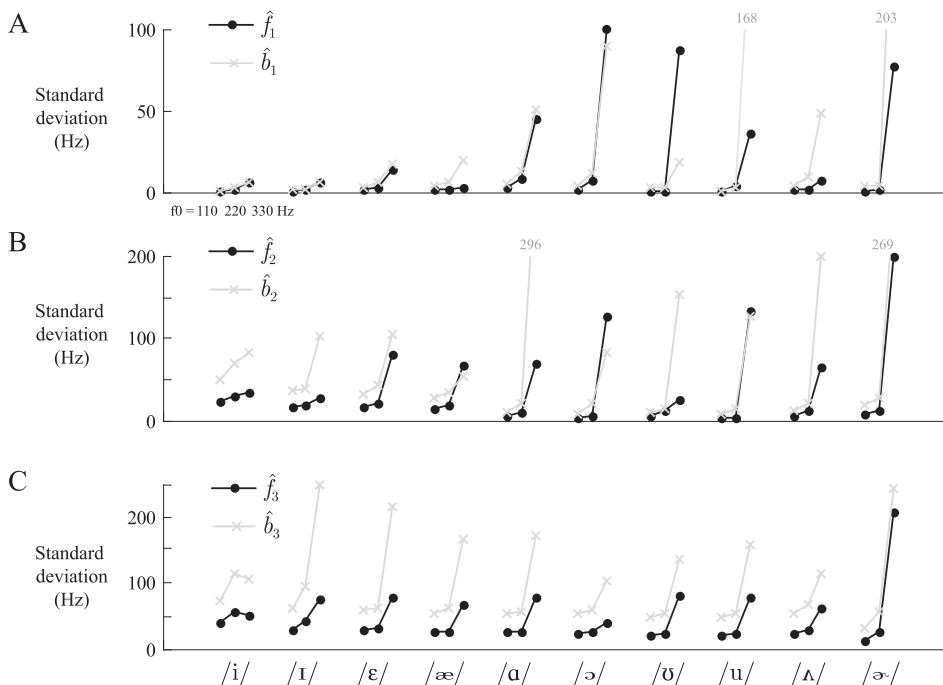 A
100
f̂₁
b̂₁
168
203
Standard
deviation
(Hz)
50
0
f0 = 110 220 330 Hz
B
200
f̂₂
b̂₂
296
269
Standard
deviation
(Hz)
100
0
C
f̂₃
b̂₃
200
Standard
deviation
(Hz)
100
0
/i/ /ɪ/ /ɛ/ /æ/ /ɑ/ /ɔ/ /ʊ/ /u/ /ʌ/ /ɚ/